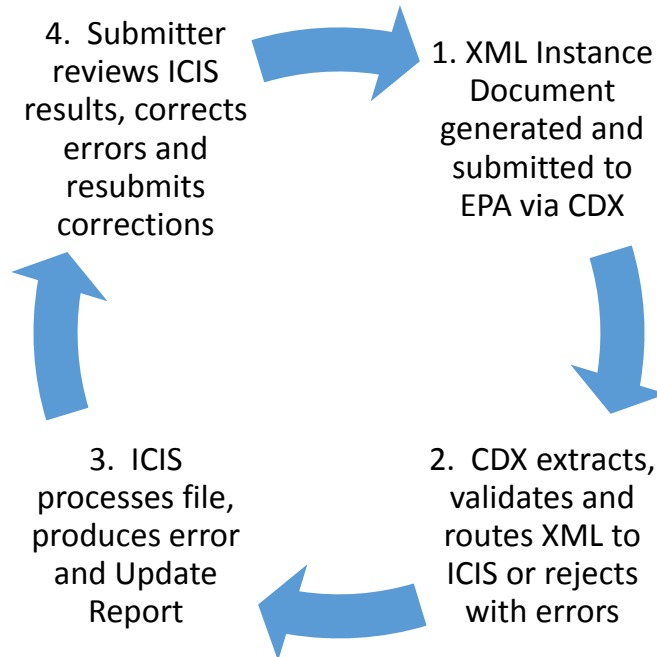 4.  Submitter
reviews ICIS
results, corrects
errors and
resubmits
corrections
1. XML Instance
Document
generated and
submitted to
EPA via CDX
2.  CDX extracts,
validates and
routes XML to
ICIS or rejects
with errors
3.  ICIS
processes file,
produces error
and Update
Report